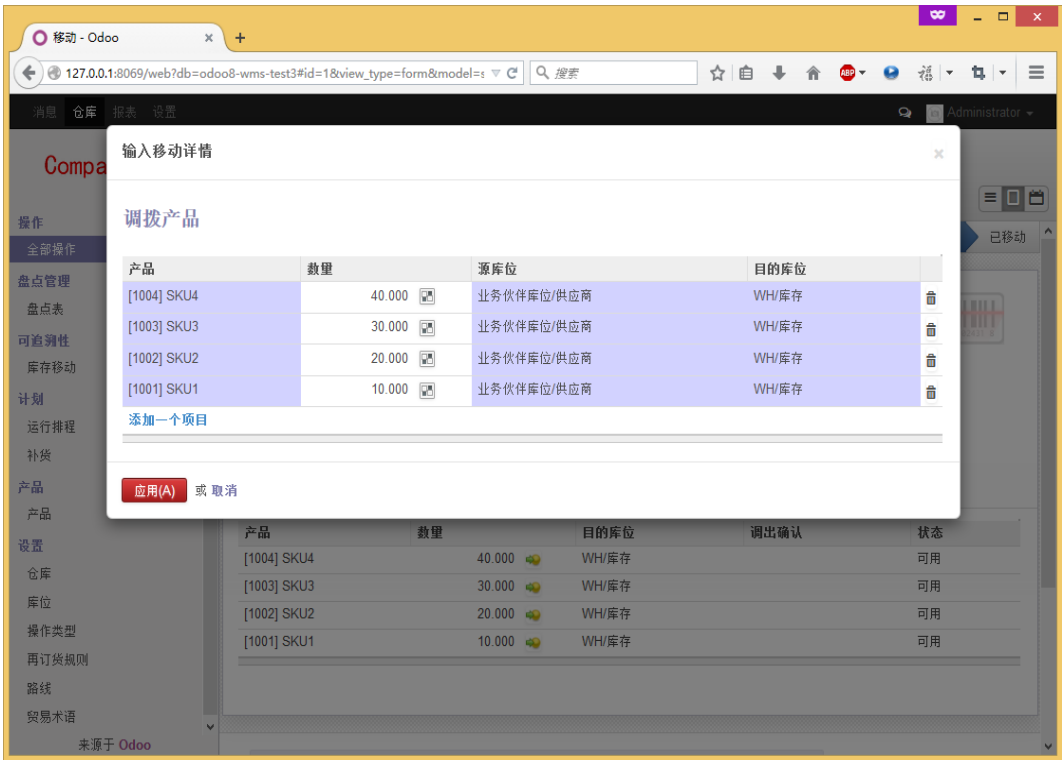 移动 - Odoo
127.0.0.1:8069/web?db=odoo8-wms-test3#id=1&view_type=form&model=s
搜索
ABP
福
消息 仓库 报表 设置
Administrator
Compa
输入移动详情
调拨产品
产品 数量 源库位 目的库位
[1004] SKU4 40.000 业务伙伴库位/供应商 WH/库存
[1003] SKU3 30.000 业务伙伴库位/供应商 WH/库存
[1002] SKU2 20.000 业务伙伴库位/供应商 WH/库存
[1001] SKU1 10.000 业务伙伴库位/供应商 WH/库存
添加一个项目
应用(A) 或 取消
已移动
操作
全部操作
盘点管理
盘点表
可追溯性
库存移动
计划
运行排程
补货
产品
产品
设置
仓库
库位
操作类型
再订货规则
路线
贸易术语
来源于 Odoo
产品 数量 目的库位 调出确认 状态
[1004] SKU4 40.000 WH/库存 可用
[1003] SKU3 30.000 WH/库存 可用
[1002] SKU2 20.000 WH/库存 可用
[1001] SKU1 10.000 WH/库存 可用